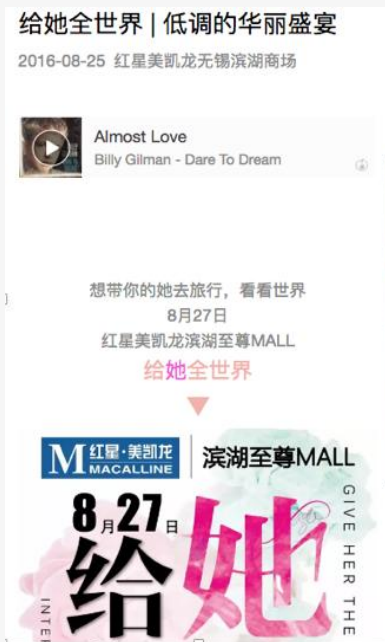 给她全世界 | 低调的华丽盛宴
2016-08-25 红星美凯龙无锡滨湖商场
Almost Love
Billy Gilman - Dare To Dream
想带你的她去旅行，看看世界
8月27日
红星美凯龙滨湖至尊MALL
给她全世界
M 红星·美凯龙
MACALLINE
滨湖至尊MALL
8月27日
给她
GIVE HER THE
INTE